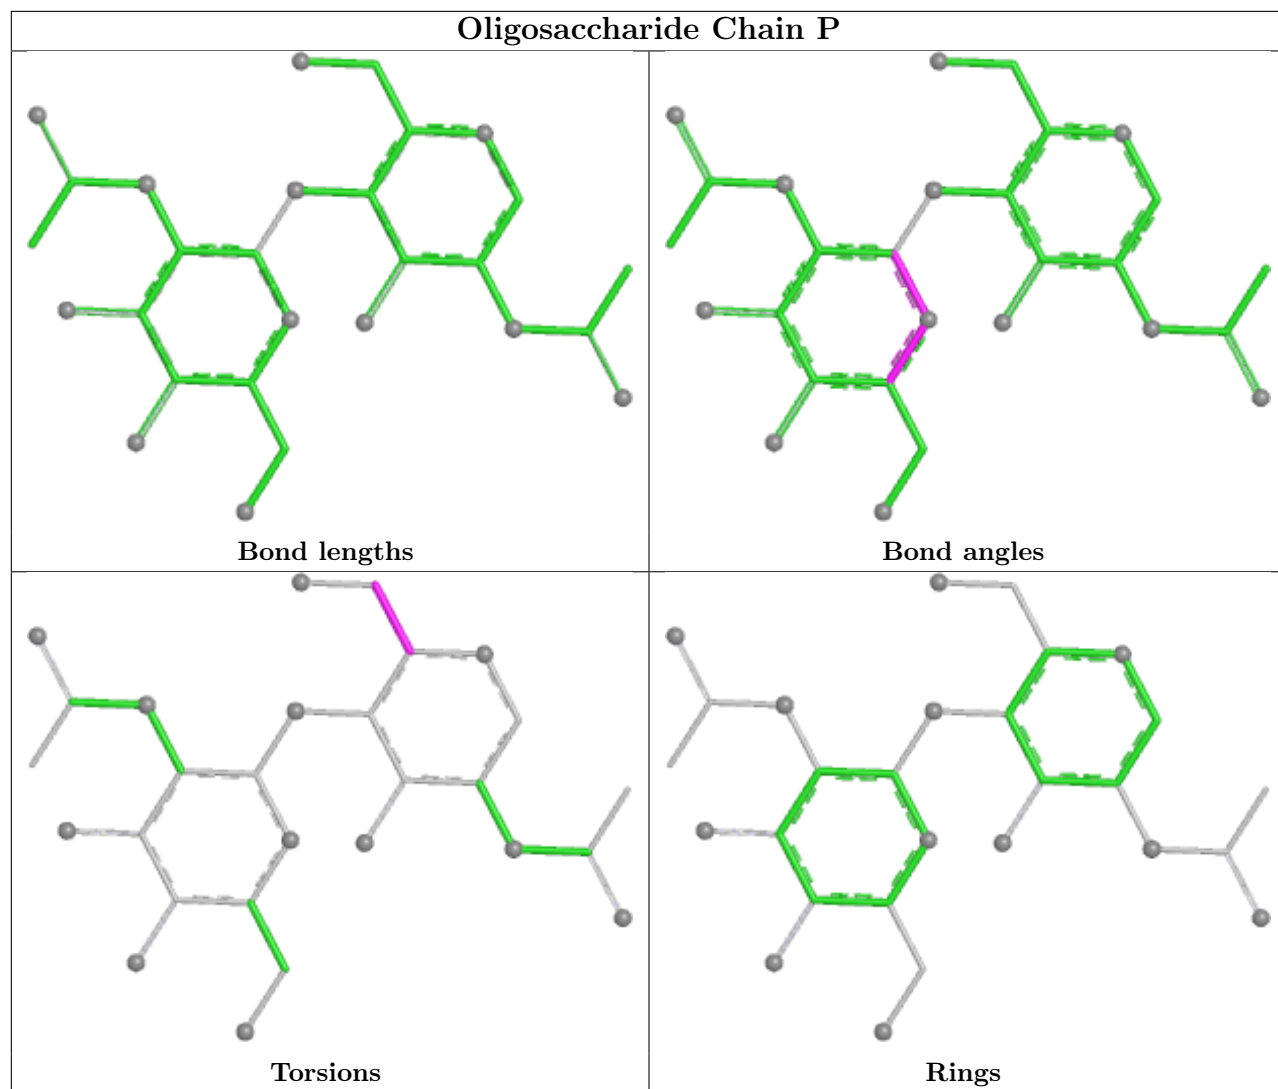 Oligosaccharide Chain P
Bond lengths
Bond angles
Torsions
Rings